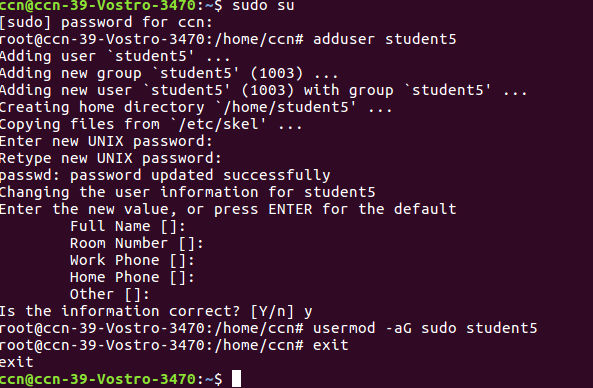 ccn@ccn-39-Vostro-3470:~$ sudo su
[sudo] password for ccn:
root@ccn-39-Vostro-3470:/home/ccn# adduser student5
Adding user `student5' ...
Adding new group `student5' (1003) ...
Adding new user `student5' (1003) with group `student5' ...
Creating home directory `/home/student5' ...
Copying files from `/etc/skel' ...
Enter new UNIX password:
Retype new UNIX password:
passwd: password updated successfully
Changing the user information for student5
Enter the new value, or press ENTER for the default
        Full Name []:
        Room Number []:
        Work Phone []:
        Home Phone []:
        Other []:
Is the information correct? [Y/n] y
root@ccn-39-Vostro-3470:/home/ccn# usermod -aG sudo student5
root@ccn-39-Vostro-3470:/home/ccn# exit
exit
ccn@ccn-39-Vostro-3470:~$